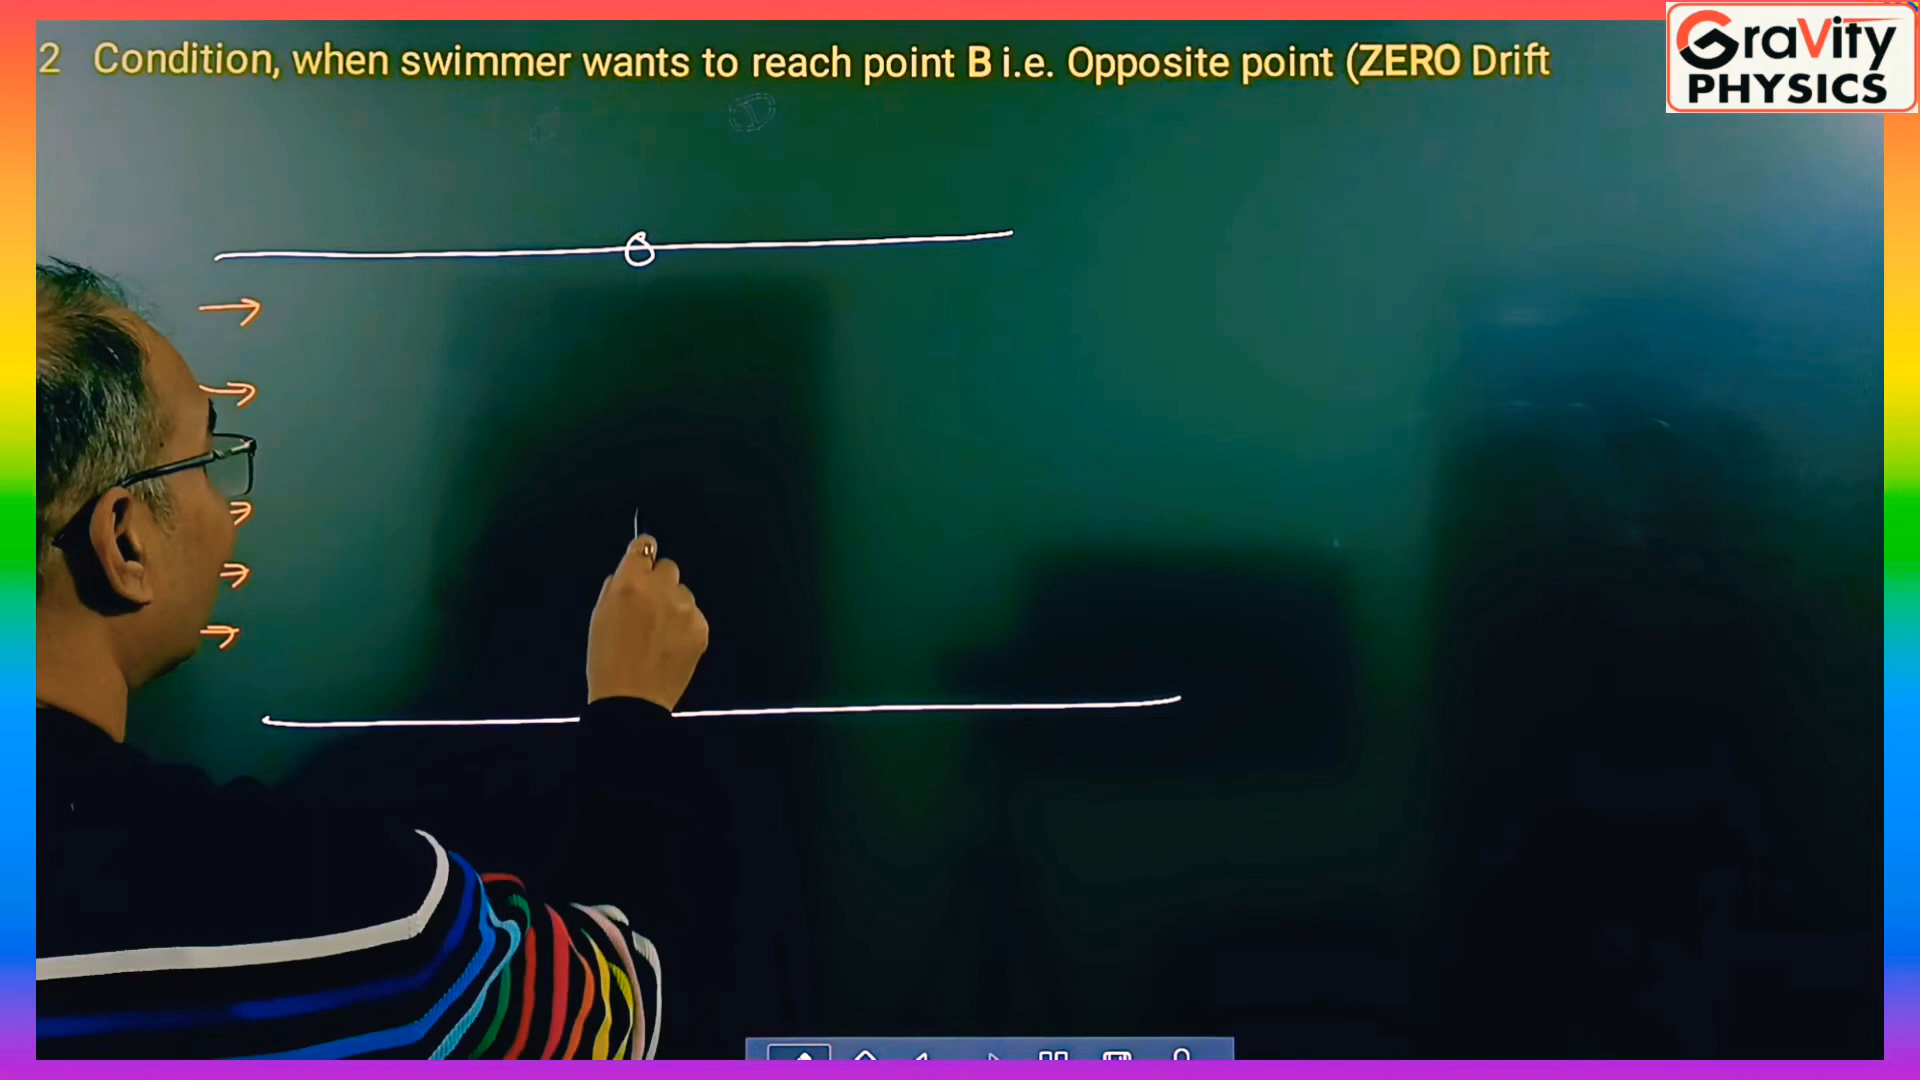 2 Condition, when swimmer wants to reach point B i.e. Opposite point (ZERO Drift
GraVity
PHYSICS